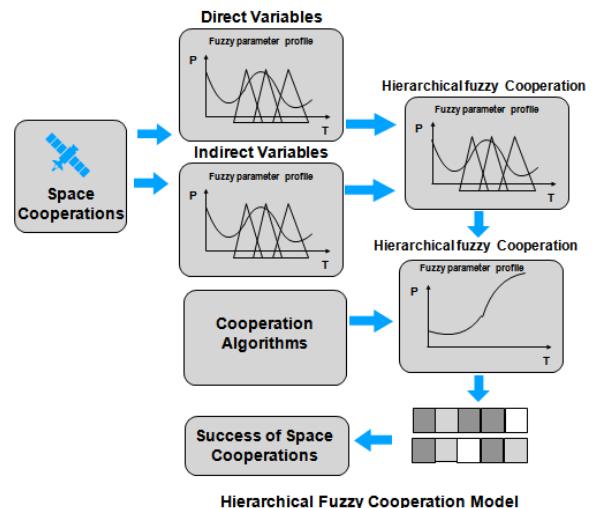 Direct Variables
Fuzzy parameter profile
P
T
Hierarchical fuzzy Cooperation
Fuzzy parameter profile
P
T
Space
Cooperations
Indirect Variables
Fuzzy parameter profile
P
T
Hierarchical fuzzy Cooperation
Fuzzy parameter profile
P
T
Cooperation
Algorithms
Success of Space
Cooperations
Hierarchical Fuzzy Cooperation Model